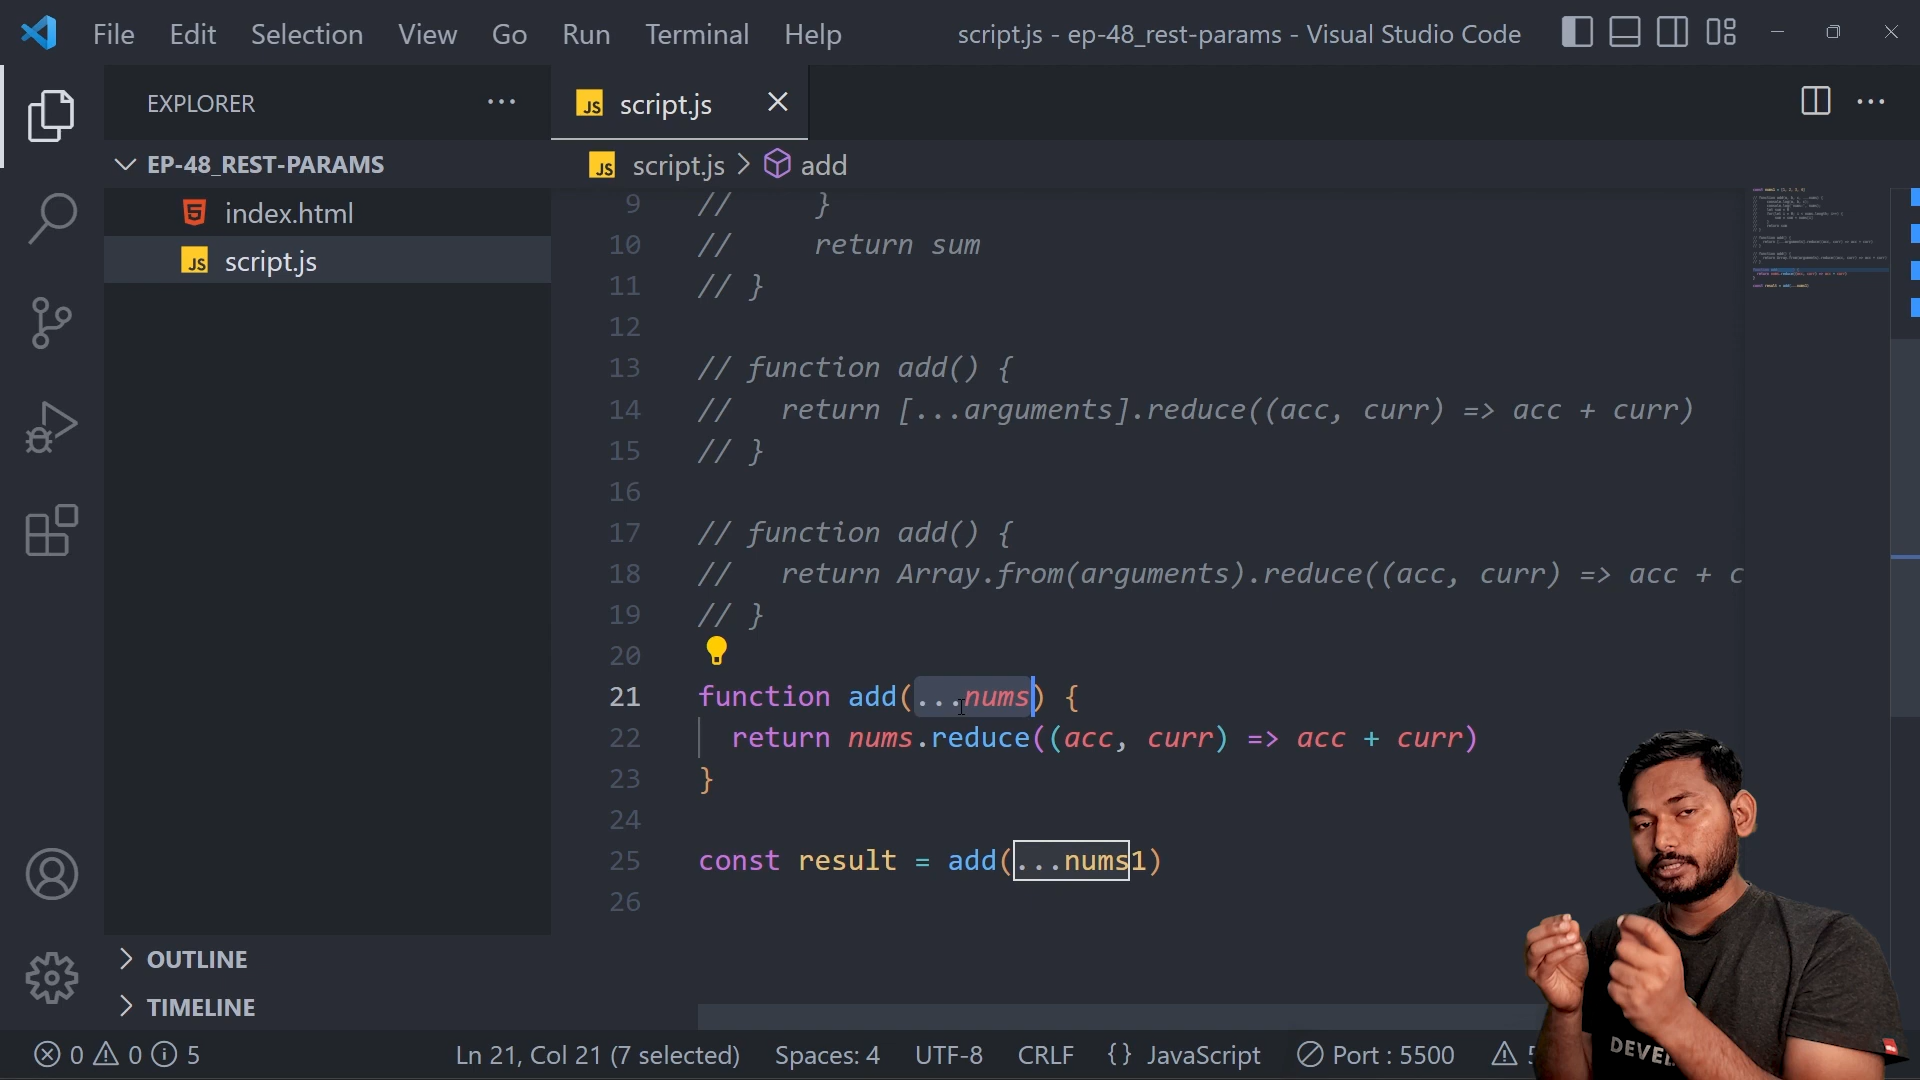 File Edit Selection View Go Run Terminal Help script.js - ep-48_rest-params - Visual Studio Code
EXPLORER
JS script.js
EP-48_REST-PARAMS
JS script.js > add
5 index.html
JS script.js
9 // }
10 // return sum
11 // }
12
13 // function add() {
14 // return [...arguments].reduce((acc, curr) => acc + curr)
15 // }
16
17 // function add() {
18 // return Array.from(arguments).reduce((acc, curr) => acc + c
19 // }
20
21 function add(...nums) {
22 return nums.reduce((acc, curr) => acc + curr)
23 }
24
25 const result = add(...nums1)
26
OUTLINE
TIMELINE
0 0 5 Ln 21, Col 21 (7 selected) Spaces: 4 UTF-8 CRLF {} JavaScript Port : 5500